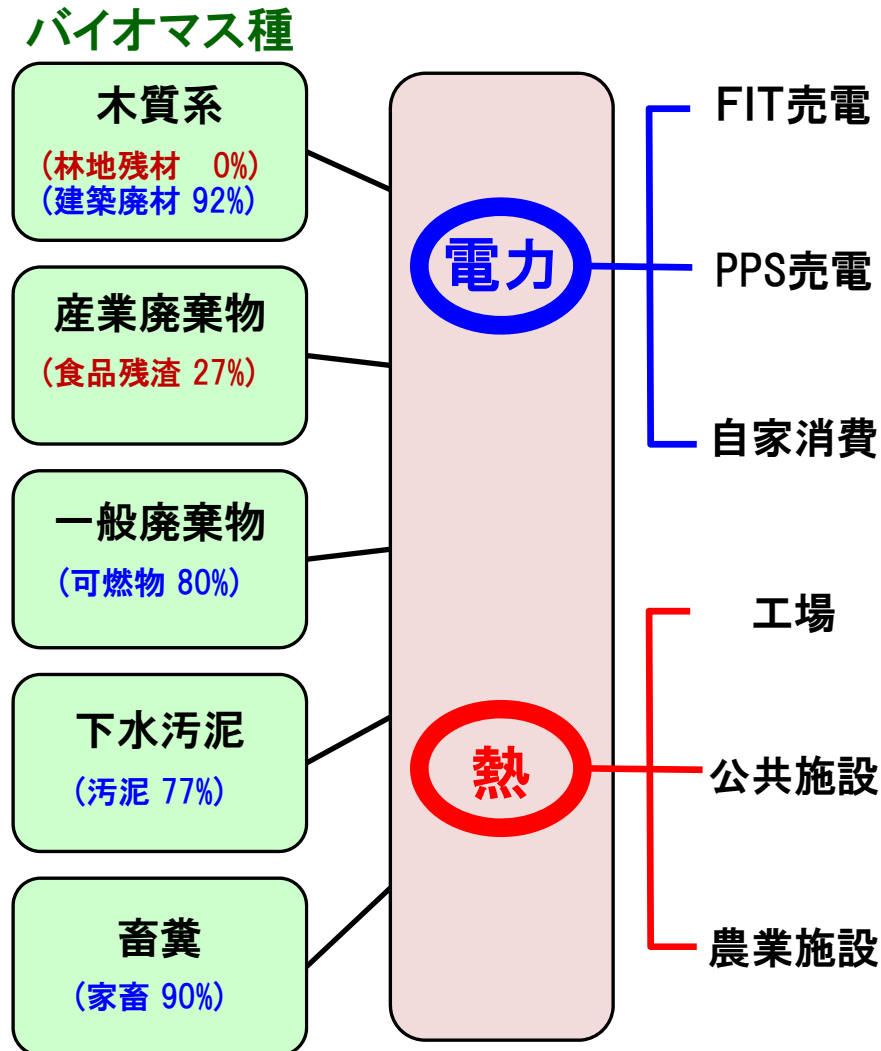 バイオマス種
木質系
(林地残材　0%)
(建築廃材 92%)
産業廃棄物
(食品残渣 27%)
一般廃棄物
(可燃物 80%)
下水汚泥
(汚泥 77%)
畜糞
(家畜 90%)
電力
熱
FIT売電
PPS売電
自家消費
工場
公共施設
農業施設